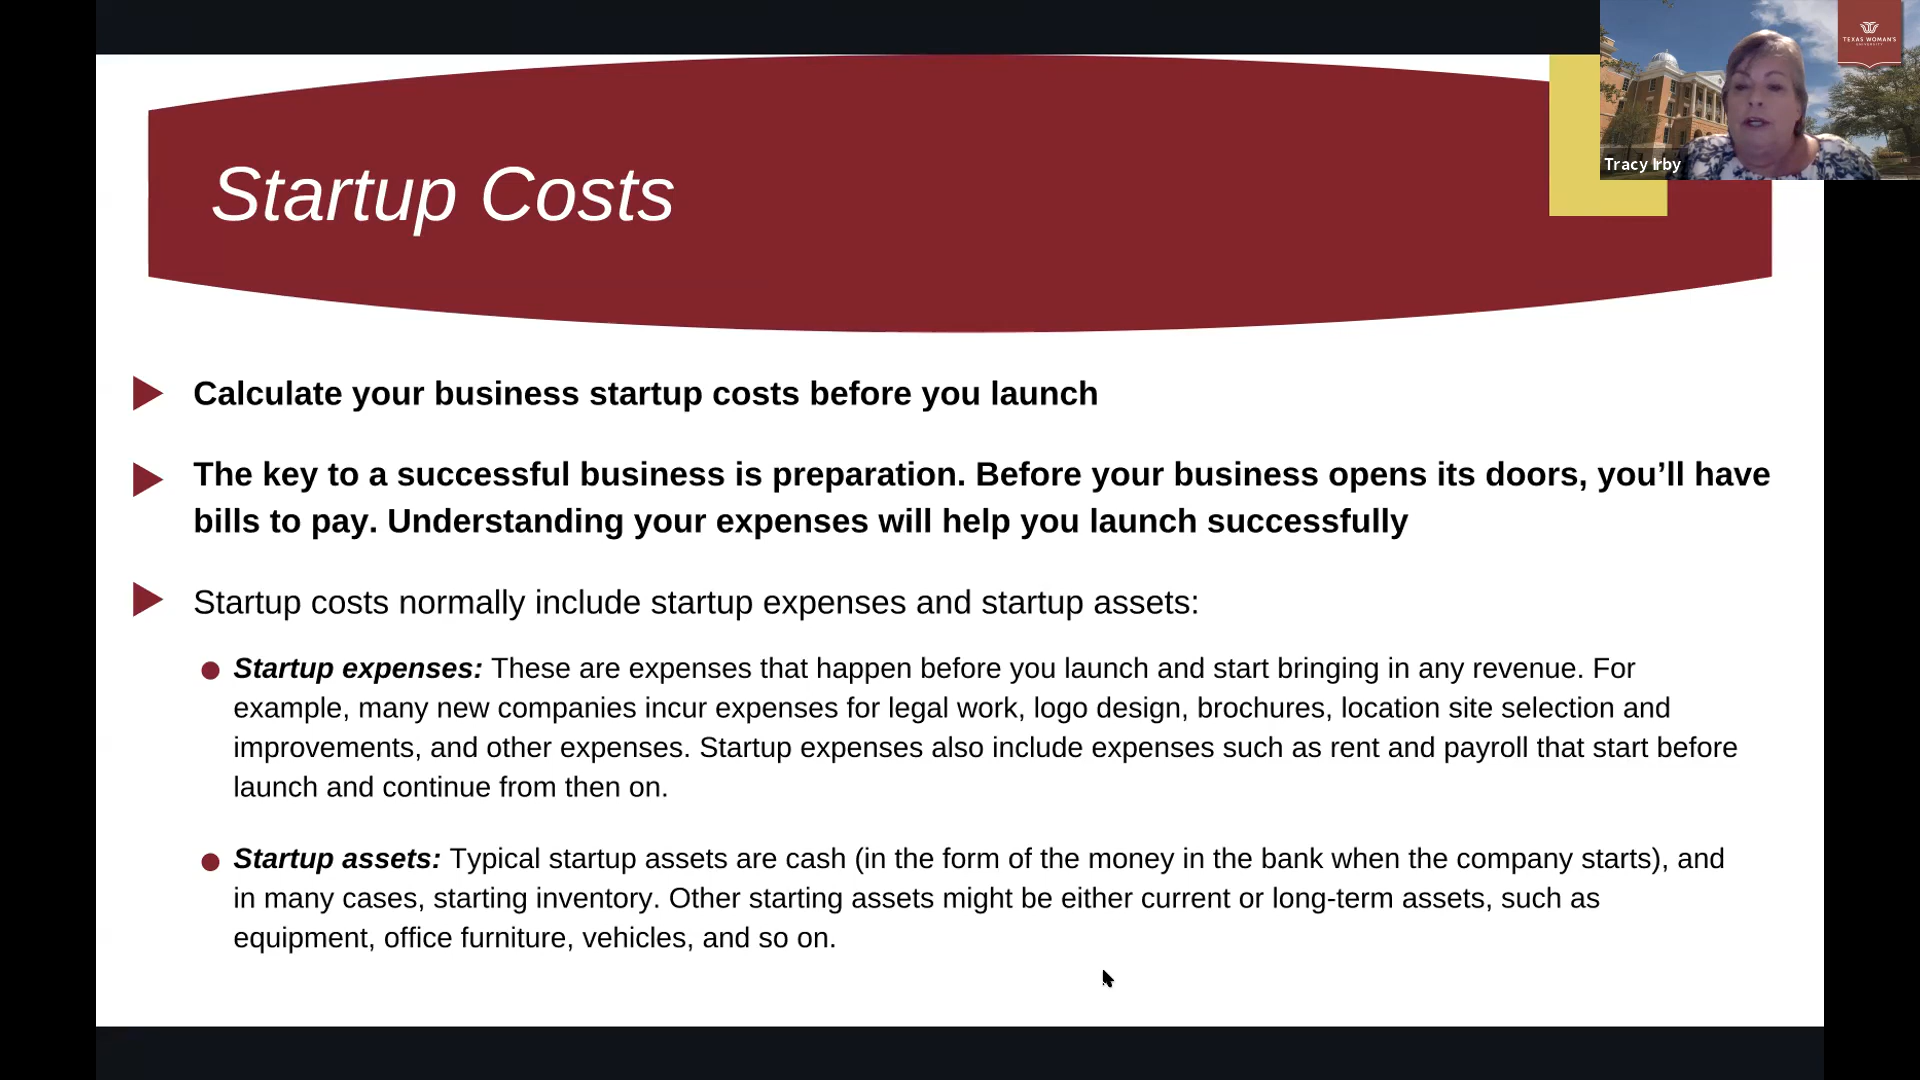 TEXAS WOMAN'S
UNIVERSITY
Tracy Irby
Startup Costs
Calculate your business startup costs before you launch
The key to a successful business is preparation. Before your business opens its doors, you’ll have
bills to pay. Understanding your expenses will help you launch successfully
Startup costs normally include startup expenses and startup assets:
Startup expenses: These are expenses that happen before you launch and start bringing in any revenue. For
example, many new companies incur expenses for legal work, logo design, brochures, location site selection and
improvements, and other expenses. Startup expenses also include expenses such as rent and payroll that start before
launch and continue from then on.
Startup assets: Typical startup assets are cash (in the form of the money in the bank when the company starts), and
in many cases, starting inventory. Other starting assets might be either current or long-term assets, such as
equipment, office furniture, vehicles, and so on.